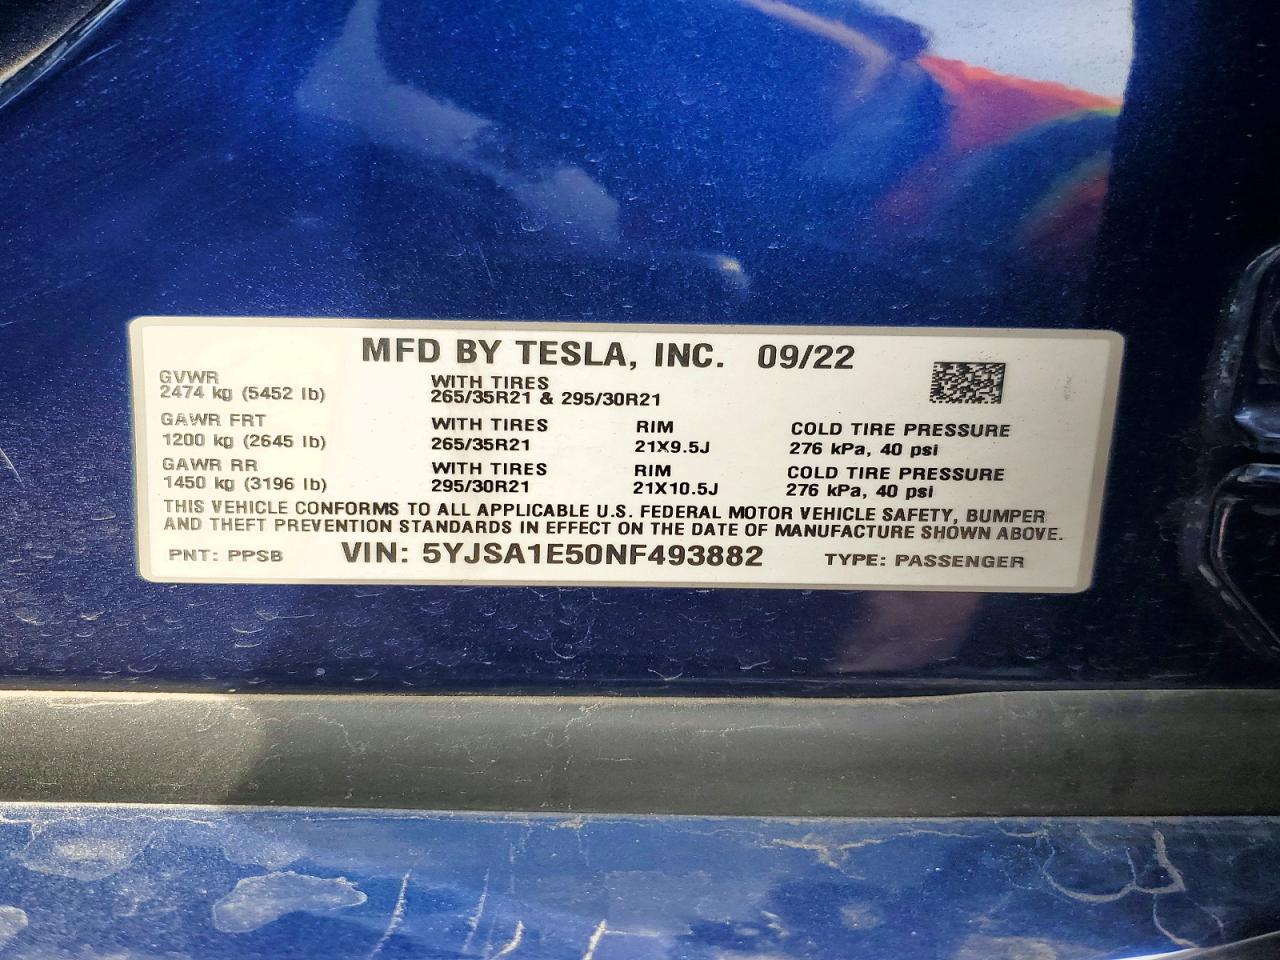 MFD BY TESLA, INC. 09/22
GVWR
2474 kg (5452 lb)
WITH TIRES
265/35R21 & 295/30R21
GAWR FRT
1200 kg (2645 lb)
WITH TIRES
265/35R21
RIM
21X9.5J
COLD TIRE PRESSURE
276 kPa, 40 psi
GAWR RR
1450 kg (3196 lb)
WITH TIRES
295/30R21
RIM
21X10.5J
COLD TIRE PRESSURE
276 kPa, 40 psi
THIS VEHICLE CONFORMS TO ALL APPLICABLE U.S. FEDERAL MOTOR VEHICLE SAFETY, BUMPER
AND THEFT PREVENTION STANDARDS IN EFFECT ON THE DATE OF MANUFACTURE SHOWN ABOVE.
PNT: PPSB VIN: 5YJSA1E50NF493882 TYPE: PASSENGER